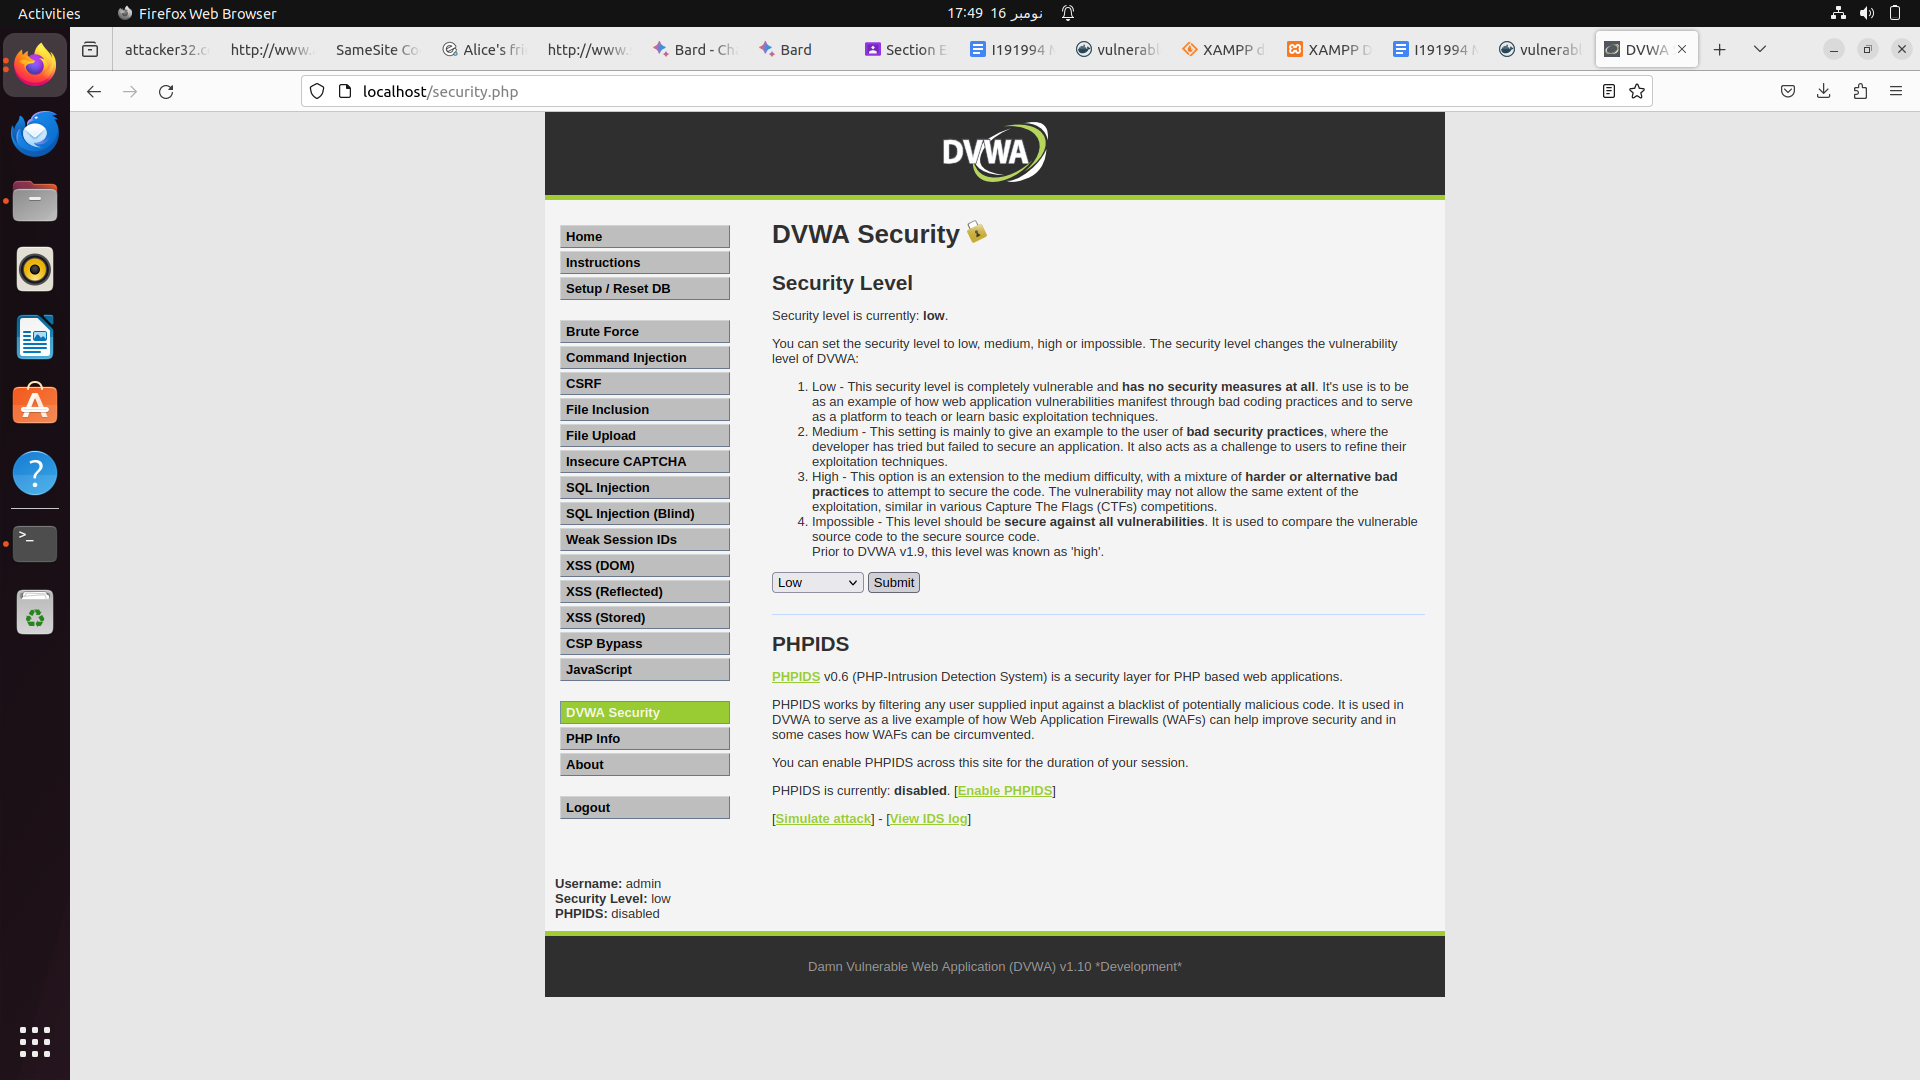 Activities
Firefox Web Browser
17:49 16 نومبر
attacker32.c
http://www.
SameSite Co
Alice's fri
http://www.
Bard - Ch
Bard
Section E
I191994
vulnerabl
XAMPP d
XAMPP D
I191994
vulnerabl
DVWA
localhost/security.php
DVWA
Home
Instructions
Setup / Reset DB
Brute Force
Command Injection
CSRF
File Inclusion
File Upload
Insecure CAPTCHA
SQL Injection
SQL Injection (Blind)
Weak Session IDs
XSS (DOM)
XSS (Reflected)
XSS (Stored)
CSP Bypass
JavaScript
DVWA Security
PHP Info
About
Logout
DVWA Security
Security Level
Security level is currently: low.
You can set the security level to low, medium, high or impossible. The security level changes the vulnerability
level of DVWA:
1. Low - This security level is completely vulnerable and has no security measures at all. It's use is to be
as an example of how web application vulnerabilities manifest through bad coding practices and to serve
as a platform to teach or learn basic exploitation techniques.
2. Medium - This setting is mainly to give an example to the user of bad security practices, where the
developer has tried but failed to secure an application. It also acts as a challenge to users to refine their
exploitation techniques.
3. High - This option is an extension to the medium difficulty, with a mixture of harder or alternative bad
practices to attempt to secure the code. The vulnerability may not allow the same extent of the
exploitation, similar in various Capture The Flags (CTFs) competitions.
4. Impossible - This level should be secure against all vulnerabilities. It is used to compare the vulnerable
source code to the secure source code.
Prior to DVWA v1.9, this level was known as 'high'.
Low
Submit
PHPIDS
PHPIDS v0.6 (PHP-Intrusion Detection System) is a security layer for PHP based web applications.
PHPIDS works by filtering any user supplied input against a blacklist of potentially malicious code. It is used in
DVWA to serve as a live example of how Web Application Firewalls (WAFs) can help improve security and in
some cases how WAFs can be circumvented.
You can enable PHPIDS across this site for the duration of your session.
PHPIDS is currently: disabled. [Enable PHPIDS]
[Simulate attack] - [View IDS log]
Username: admin
Security Level: low
PHPIDS: disabled
Damn Vulnerable Web Application (DVWA) v1.10 *Development*